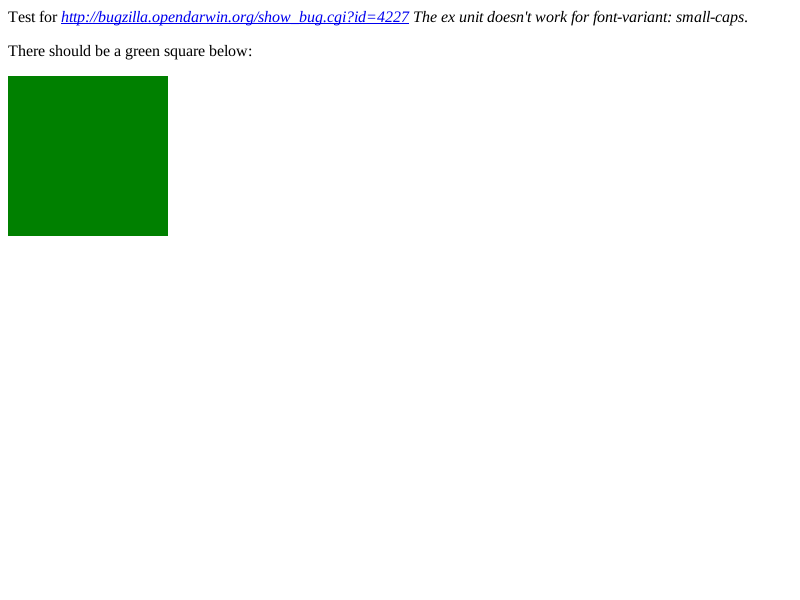 Test for http://bugzilla.opendarwin.org/show_bug.cgi?id=4227 The ex unit doesn't work for font-variant: small-caps.
There should be a green square below: